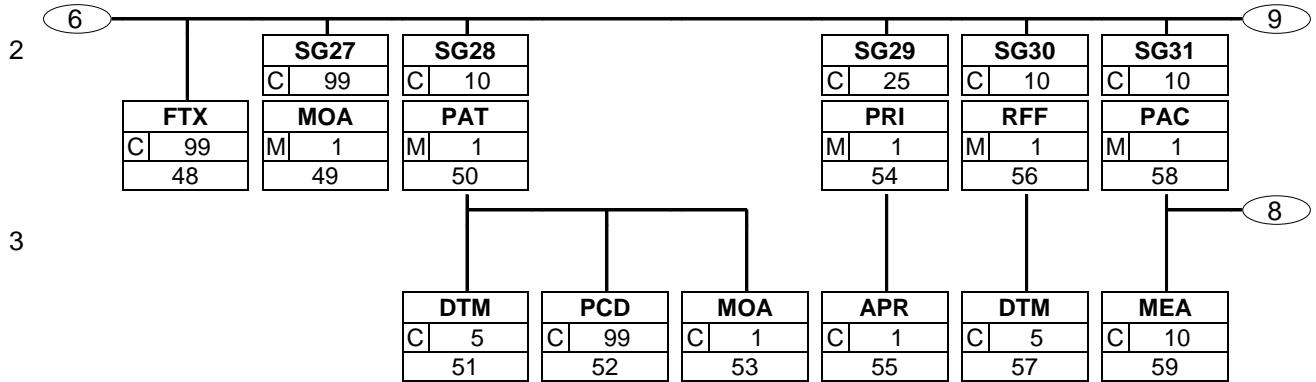 6 9
2 SG27 SG28 SG29 SG30 SG31
C 99 C 10 C 25 C 10 C 10
FTX MOA PAT PRI RFF PAC
C 99 M 1 M 1 M 1 M 1 M 1
48 49 50 54 56 58
8
3
DTM PCD MOA APR DTM MEA
C 5 C 99 C 1 C 1 C 5 C 10
51 52 53 55 57 59